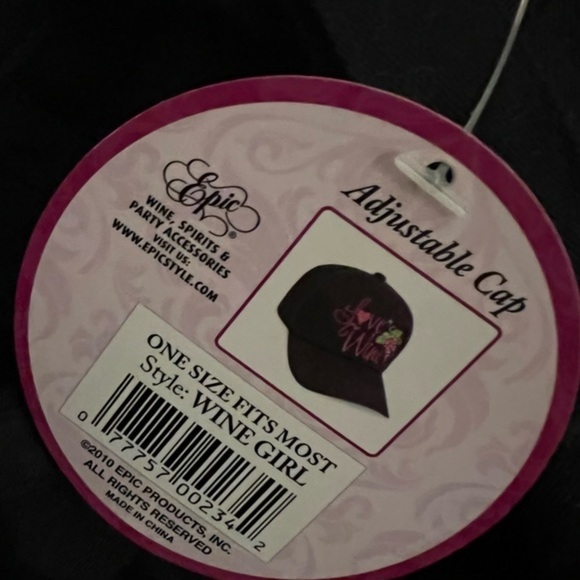 Epic®
WINE, SPIRITS &
PARTY ACCESSORIES
VISIT US:
WWW.EPICSTYLE.COM
Adjustable Cap
Love
Wine
ONE SIZE FITS MOST
Style: WINE GIRL
0 77757 00234 2
©2010 EPIC PRODUCTS, INC.
ALL RIGHTS RESERVED
MADE IN CHINA